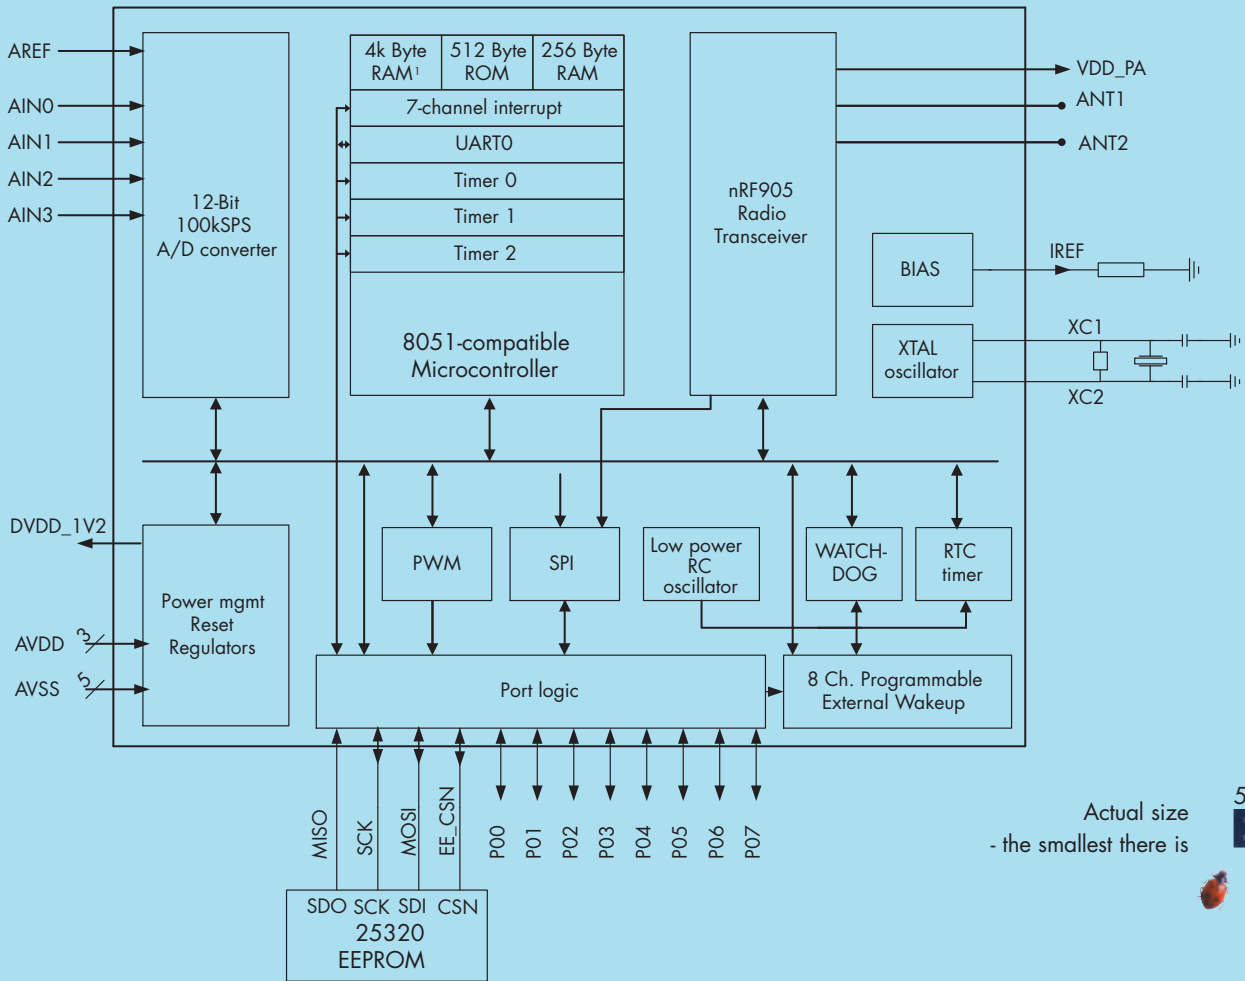 AREF
AIN0
AIN1
AIN2
AIN3
12-Bit
100kSPS
A/D converter
4k Byte
RAM¹
512 Byte
ROM
256 Byte
RAM
7-channel interrupt
UART0
Timer 0
Timer 1
Timer 2
8051-compatible
Microcontroller
nRF905
Radio
Transceiver
VDD_PA
ANT1
ANT2
BIAS
IREF
XTAL
oscillator
XC1
XC2
DVDD_1V2
AVDD
3
AVSS
5
Power mgmt
Reset
Regulators
PWM
SPI
Low power
RC
oscillator
WATCH-
DOG
RTC
timer
Port logic
8 Ch. Programmable
External Wakeup
MISO
SCK
MOSI
EE_CSN
P00
P01
P02
P03
P04
P05
P06
P07
SDO
SCK
SDI
CSN
25320
EEPROM
5
Actual size
- the smallest there is